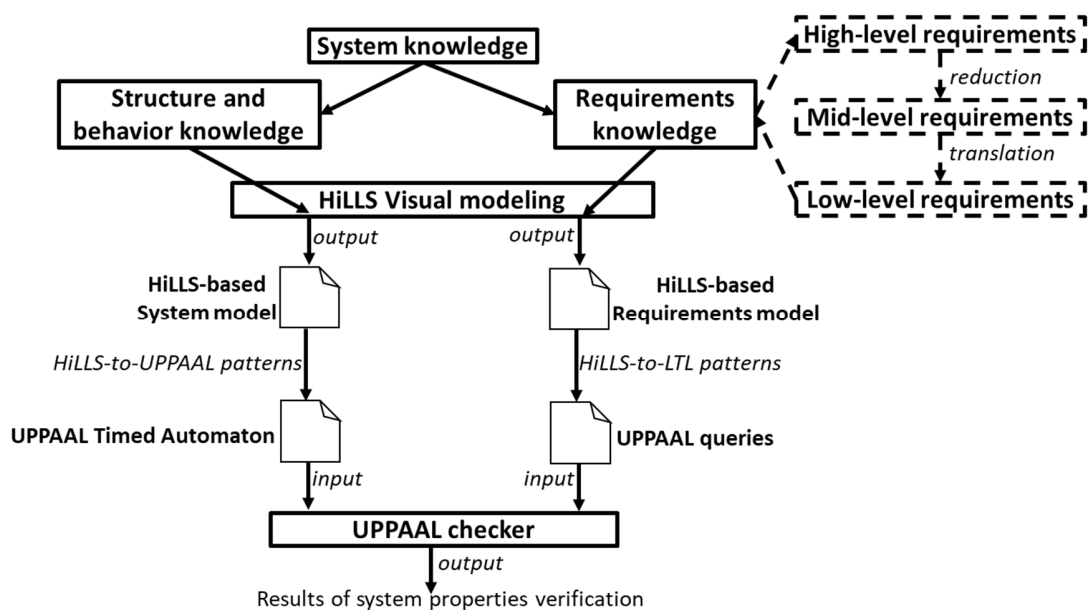 System knowledge
High-level requirements
reduction
Structure and
behavior knowledge
Requirements
knowledge
Mid-level requirements
translation
Low-level requirements
HiLLS Visual modeling
output
output
HiLLS-based
System model
HiLLS-based
Requirements model
HiLLS-to-UPPAAL patterns
HiLLS-to-LTL patterns
UPPAAL Timed Automaton
UPPAAL queries
input
input
UPPAAL checker
output
Results of system properties verification